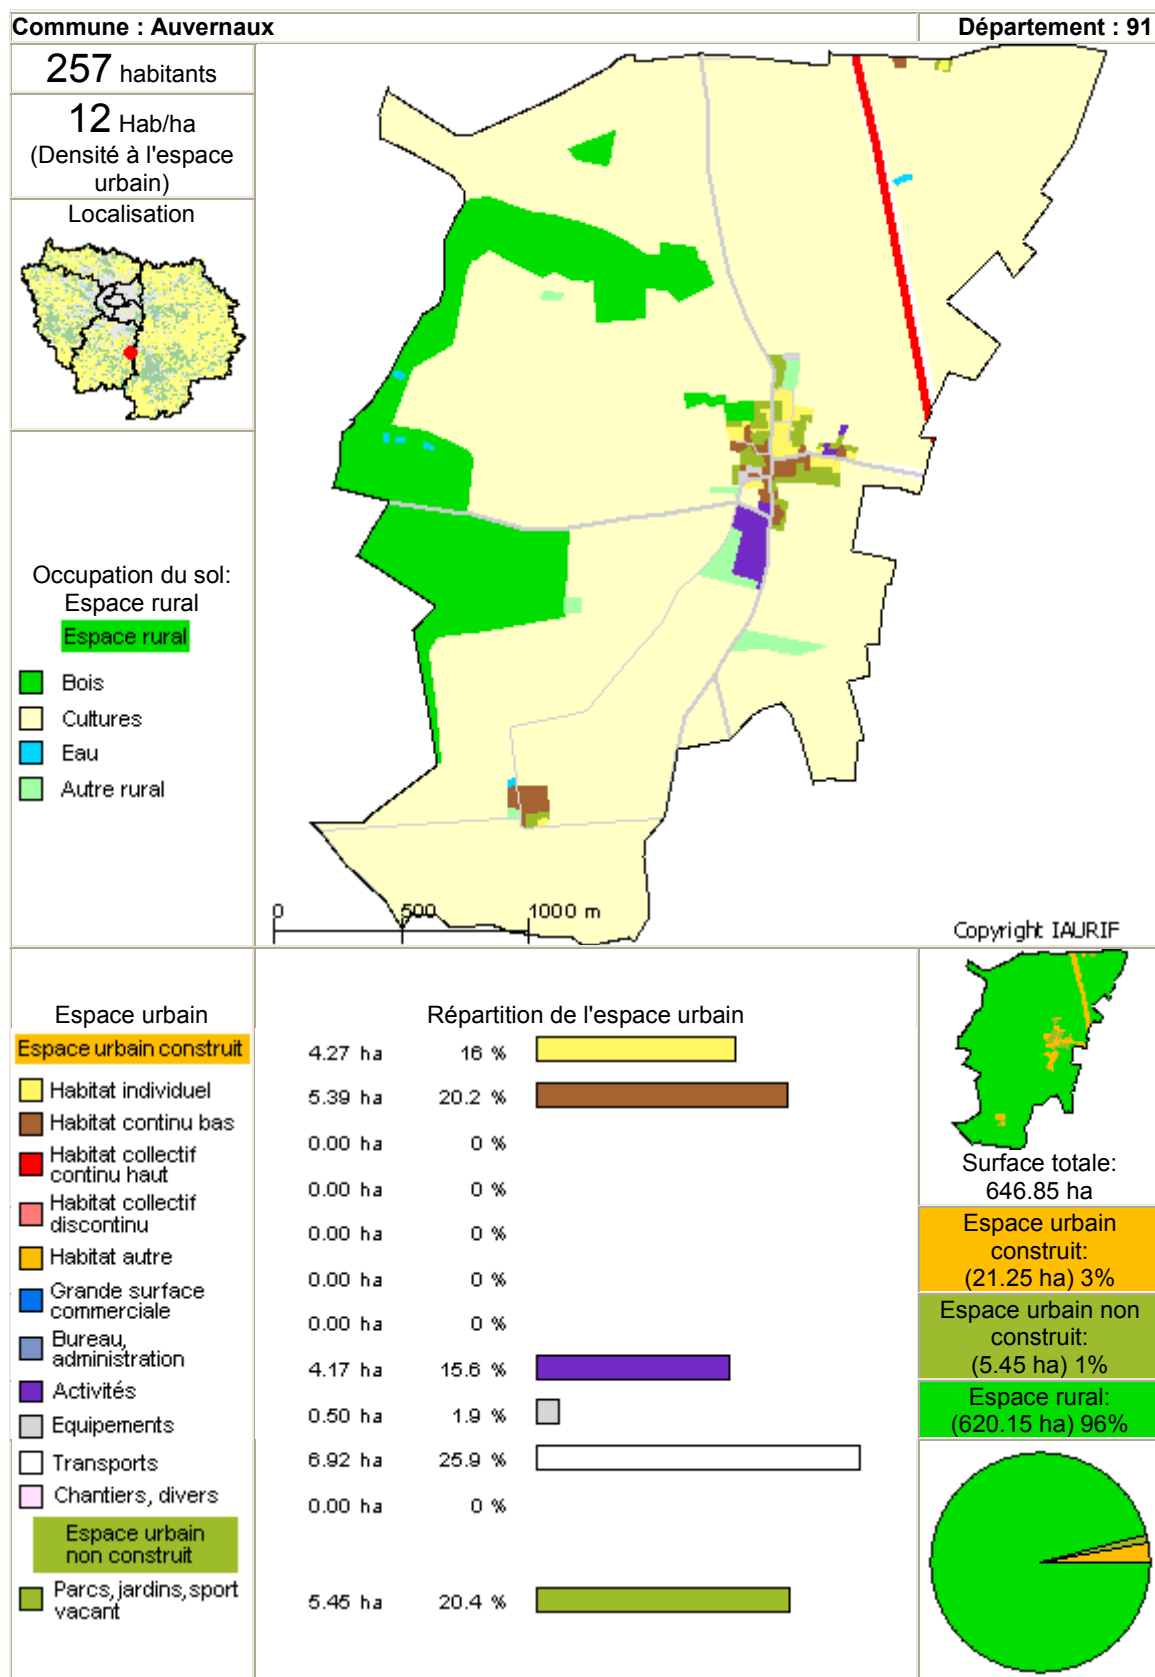 Commune : Auvernaux
Département : 91
257 habitants
12 Hab/ha
(Densité à l'espace
urbain)
Localisation
Occupation du sol:
Espace rural
Espace rural
Bois
Cultures
Eau
Autre rural
0 500 1000 m
Copyright IAURIF
Espace urbain
Espace urbain construit
Habitat individuel
Habitat continu bas
Habitat collectif
continu haut
Habitat collectif
discontinu
Habitat autre
Grande surface
commerciale
Bureau,
administration
Activités
Equipements
Transports
Chantiers, divers
Espace urbain
non construit
Parcs, jardins, sport
vacant
Répartition de l'espace urbain
4.27 ha 16 %
5.39 ha 20.2 %
0.00 ha 0 %
0.00 ha 0 %
0.00 ha 0 %
0.00 ha 0 %
0.00 ha 0 %
4.17 ha 15.6 %
0.50 ha 1.9 %
6.92 ha 25.9 %
0.00 ha 0 %
5.45 ha 20.4 %
Surface totale:
646.85 ha
Espace urbain
construit:
(21.25 ha) 3%
Espace urbain non
construit:
(5.45 ha) 1%
Espace rural:
(620.15 ha) 96%